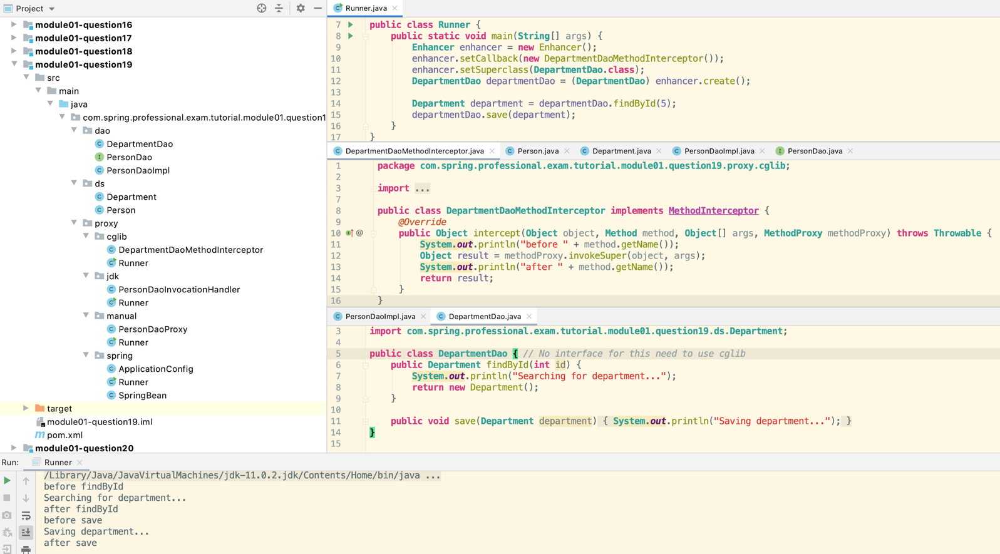 Project
module01-question16
module01-question17
module01-question18
module01-question19
src
main
java
com.spring.professional.exam.tutorial.module01.question1
dao
DepartmentDao
PersonDao
PersonDaoImpl
ds
Department
Person
proxy
cglib
DepartmentDaoMethodInterceptor
Runner
jdk
PersonDaoInvocationHandler
Runner
manual
PersonDaoProxy
Runner
spring
ApplicationConfig
Runner
SpringBean
target
module01-question19.iml
pom.xml
module01-question20
Runner.java
7 public class Runner {
8 public static void main(String[] args) {
9 Enhancer enhancer = new Enhancer();
10 enhancer.setCallback(new DepartmentDaoMethodInterceptor());
11 enhancer.setSuperclass(DepartmentDao.class);
12 DepartmentDao departmentDao = (DepartmentDao) enhancer.create();
13
14 Department department = departmentDao.findById(5);
15 departmentDao.save(department);
16 }
17 }
DepartmentDaoMethodInterceptor.java Person.java Department.java PersonDaoImpl.java PersonDao.java
1 package com.spring.professional.exam.tutorial.module01.question19.proxy.cglib;
2
3 import ...
7
8 public class DepartmentDaoMethodInterceptor implements MethodInterceptor {
9 @Override
10 @ public Object intercept(Object object, Method method, Object[] args, MethodProxy methodProxy) throws Throwable {
11 System.out.println("before " + method.getName());
12 Object result = methodProxy.invokeSuper(object, args);
13 System.out.println("after " + method.getName());
14 return result;
15 }
16 }
PersonDaoImpl.java DepartmentDao.java
3 import com.spring.professional.exam.tutorial.module01.question19.ds.Department;
4
5 public class DepartmentDao { // No interface for this need to use cglib
6 public Department findById(int id) {
7 System.out.println("Searching for department...");
8 return new Department();
9 }
10
11 public void save(Department department) { System.out.println("Saving department..."); }
14 }
15
Run: Runner
/Library/Java/JavaVirtualMachines/jdk-11.0.2.jdk/Contents/Home/bin/java ...
before findById
Searching for department...
after findById
before save
Saving department...
after save